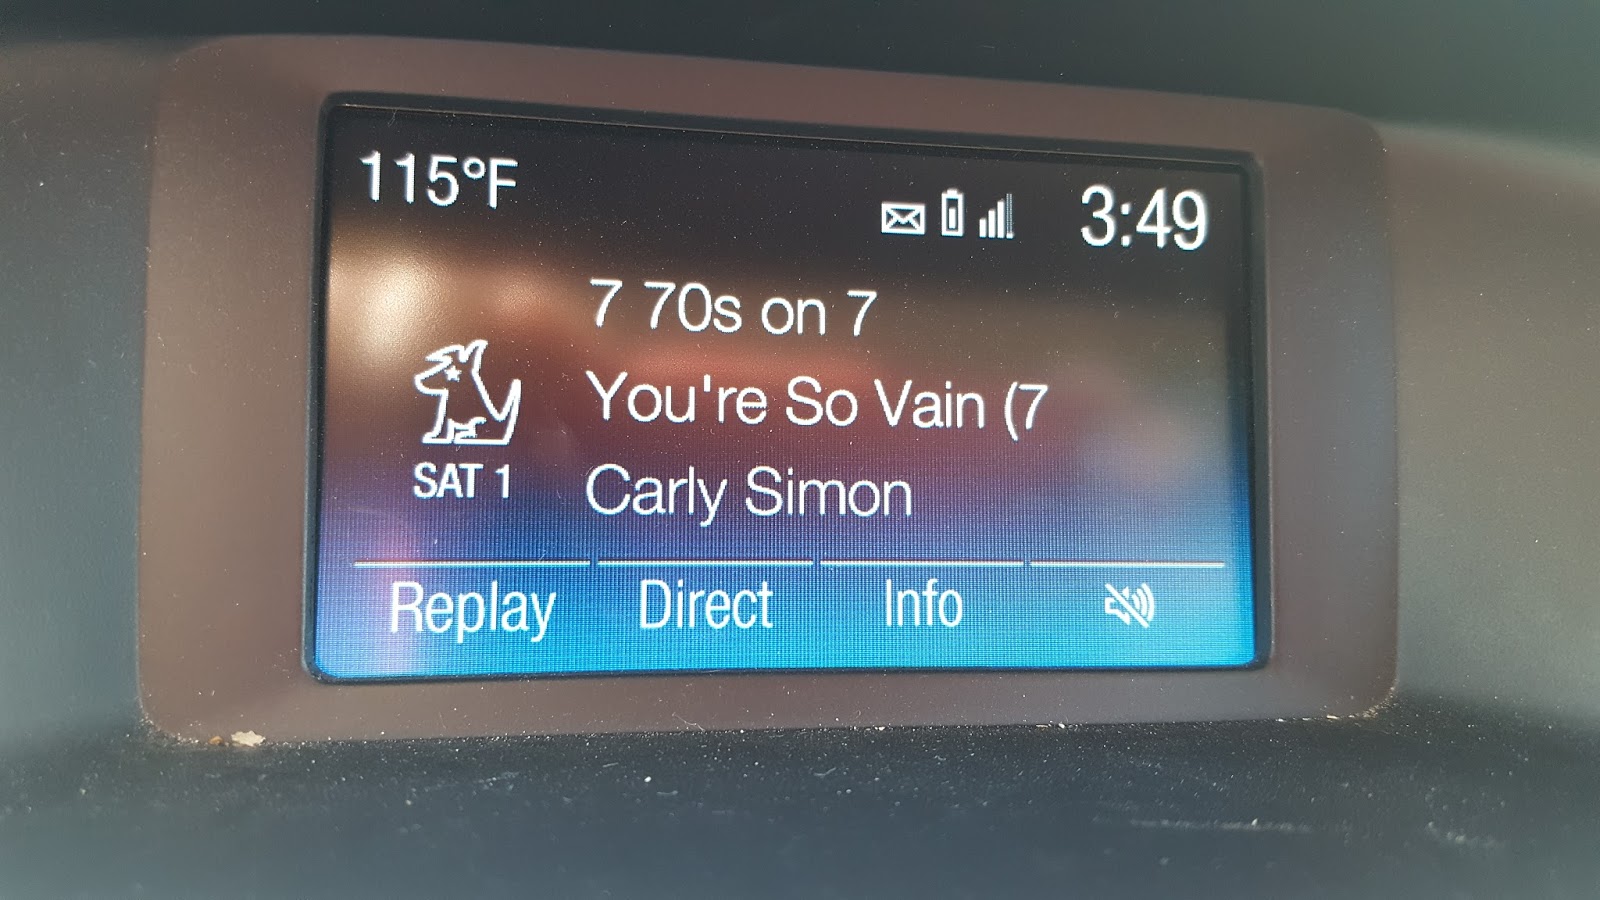 115°F
3:49
7 70s on 7
You're So Vain (7
Carly Simon
SAT 1
Replay Direct Info